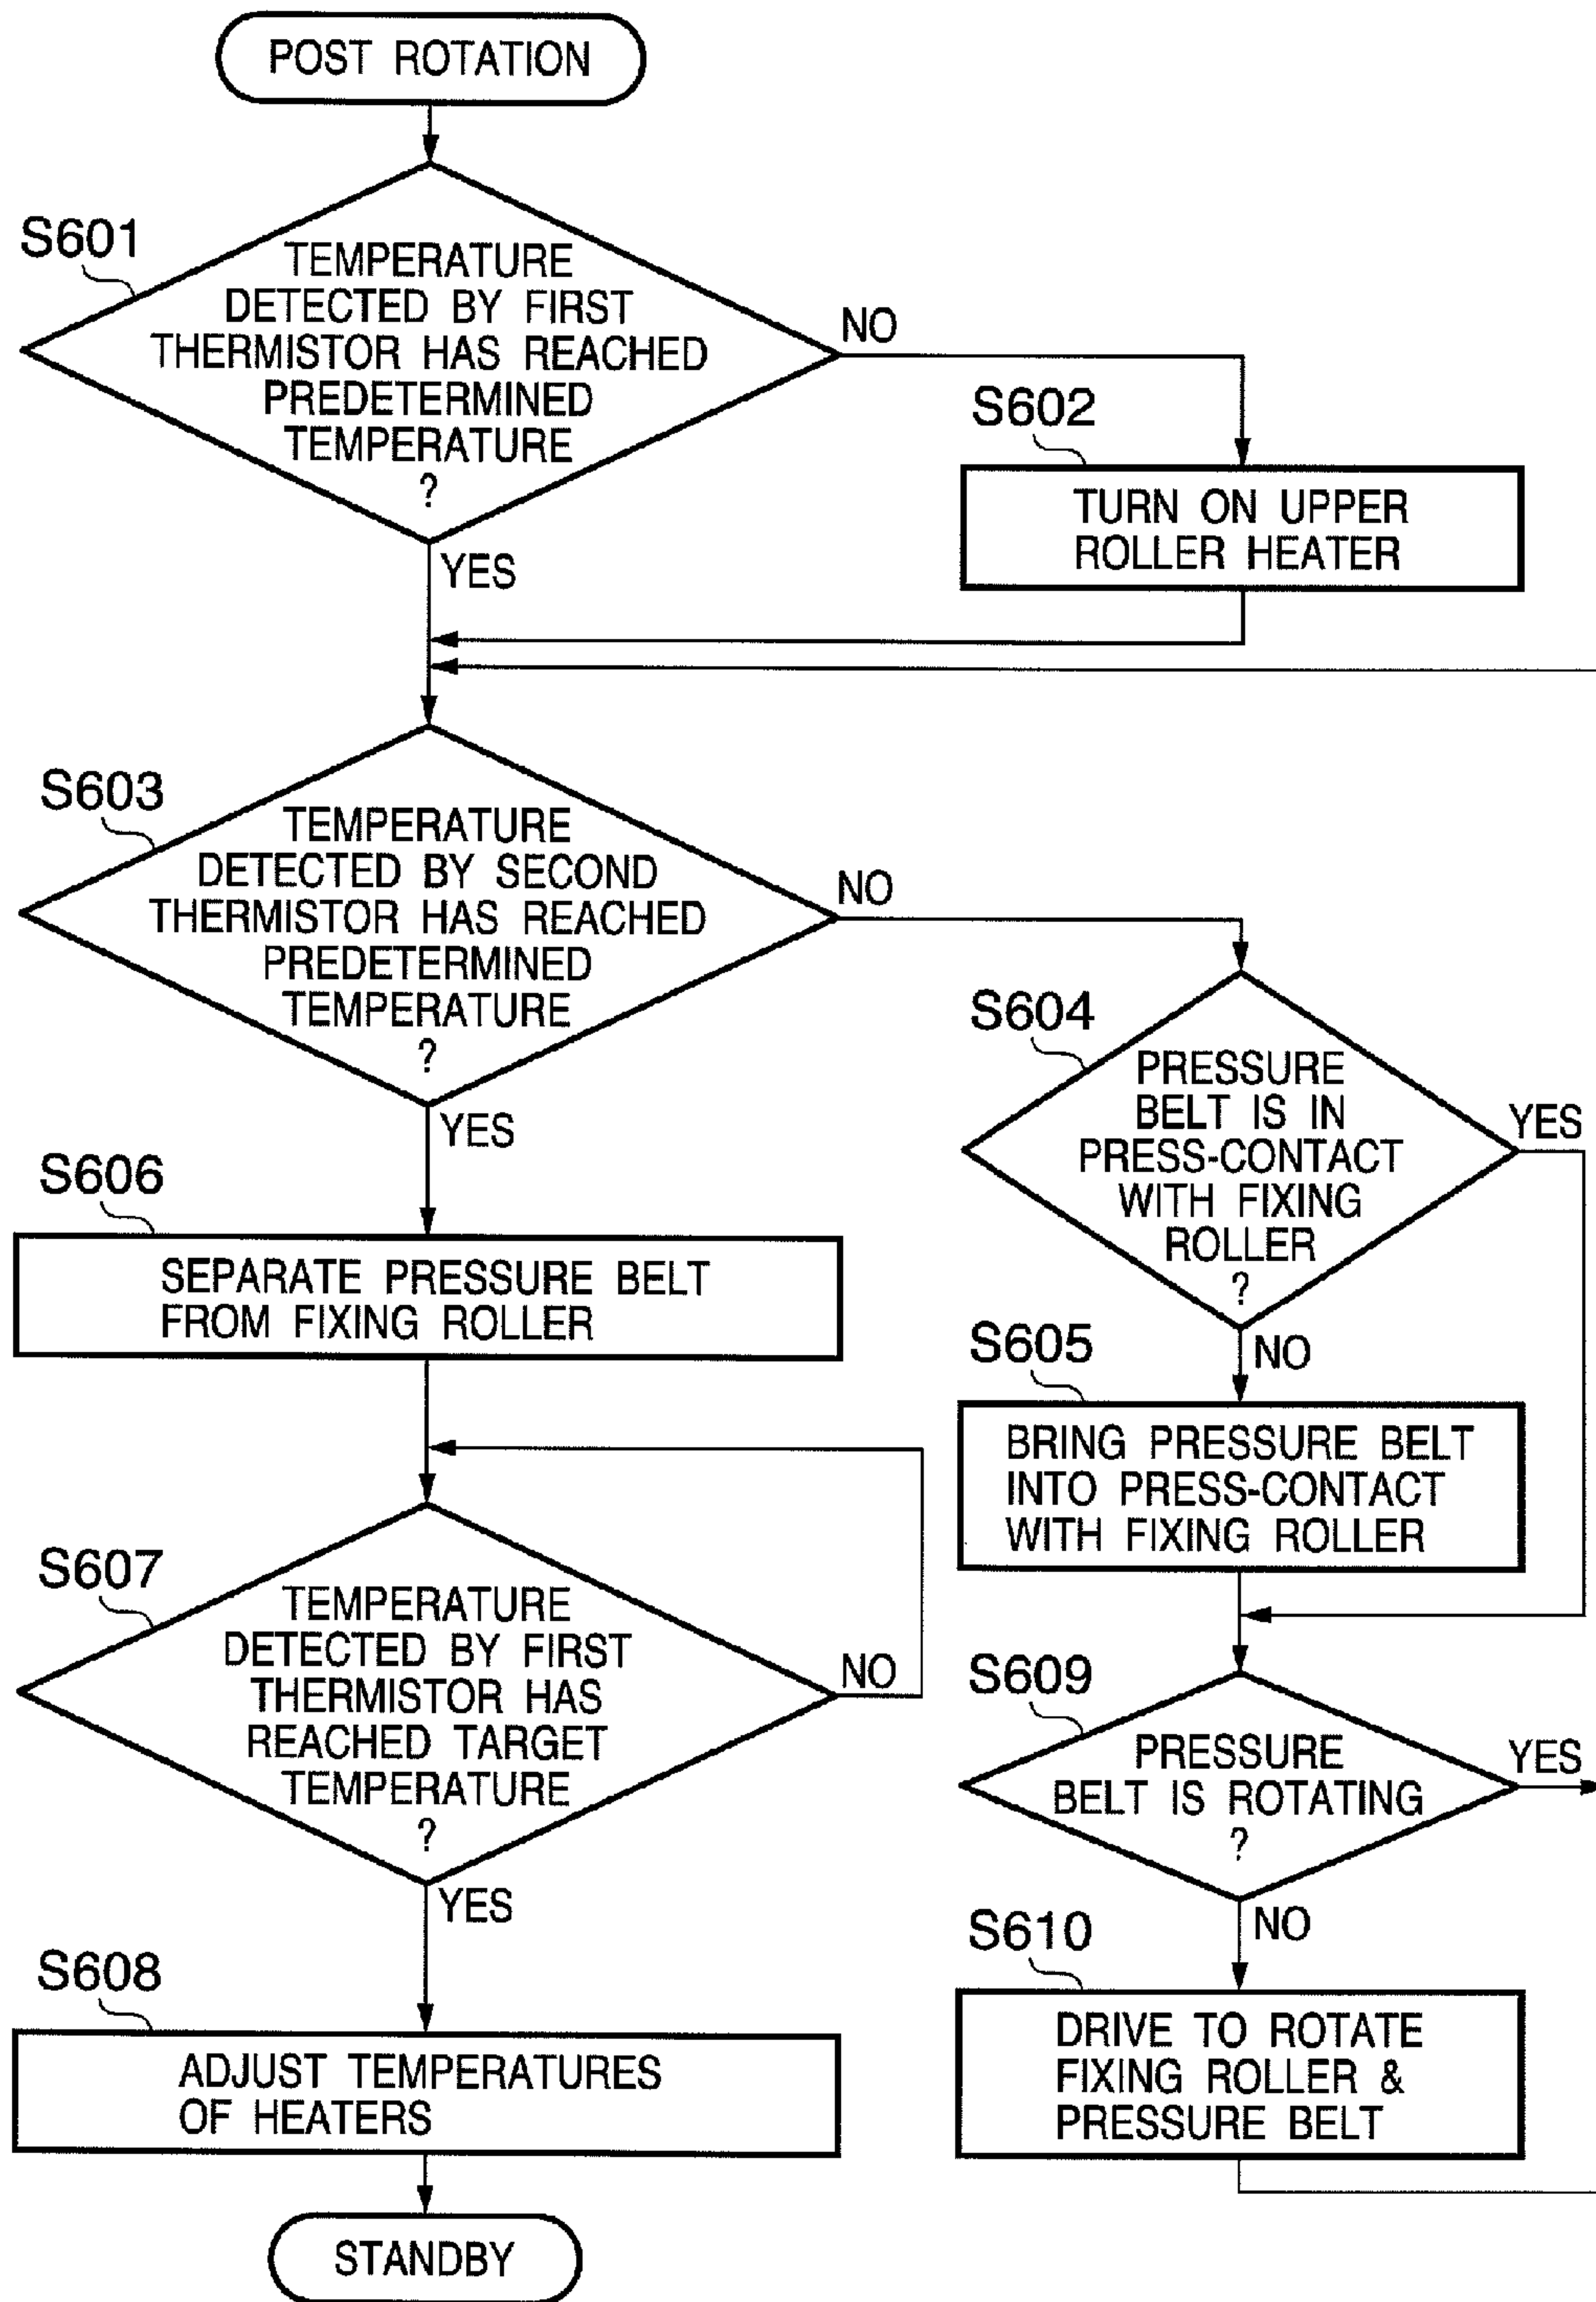 POST ROTATION
S601
TEMPERATURE
DETECTED BY FIRST
THERMISTOR HAS REACHED
PREDETERMINED
TEMPERATURE
?
NO
YES
S602
TURN ON UPPER
ROLLER HEATER
S603
TEMPERATURE
DETECTED BY SECOND
THERMISTOR HAS REACHED
PREDETERMINED
TEMPERATURE
?
NO
YES
S604
PRESSURE
BELT IS IN
PRESS-CONTACT
WITH FIXING
ROLLER
?
YES
NO
S605
BRING PRESSURE BELT
INTO PRESS-CONTACT
WITH FIXING ROLLER
S606
SEPARATE PRESSURE BELT
FROM FIXING ROLLER
S607
TEMPERATURE
DETECTED BY FIRST
THERMISTOR HAS
REACHED TARGET
TEMPERATURE
?
NO
YES
S609
PRESSURE
BELT IS ROTATING
?
YES
NO
S610
DRIVE TO ROTATE
FIXING ROLLER &
PRESSURE BELT
S608
ADJUST TEMPERATURES
OF HEATERS
STANDBY